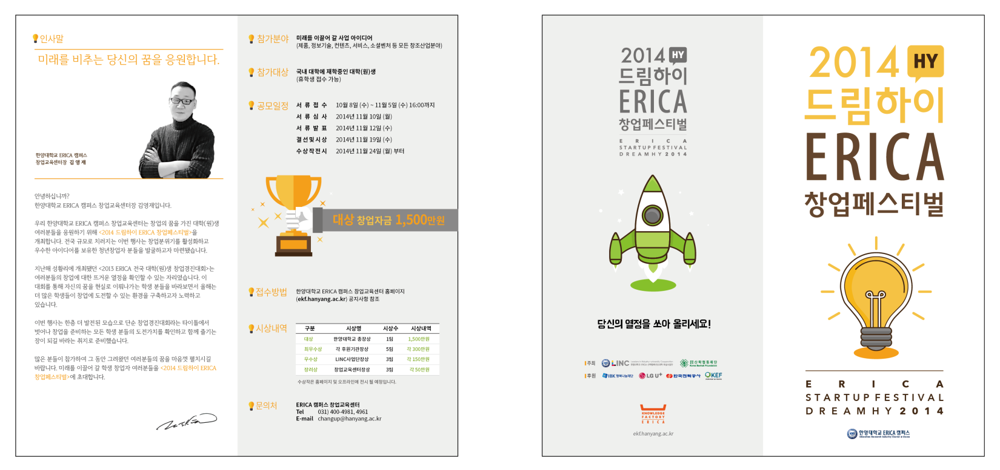 인사말
미래를 비추는 당신의 꿈을 응원합니다.
한양대학교 ERICA 캠퍼스
창업교육센터장 김 영 재
안녕하십니까?
한양대학교 ERICA 캠퍼스 창업교육센터장 김영재입니다.
우리 한양대학교 ERICA 캠퍼스 창업교육센터는 창업의 꿈을 가진 대학(원)생
여러분들을 응원하기 위해 <2014 드림하이 ERICA 창업페스티벌>을
개최합니다. 전국 규모로 치러지는 이번 행사는 창업분위기를 활성화하고
우수한 아이디어를 보유한 청년창업자 분들을 발굴하고자 마련됐습니다.
지난해 성황리에 개최됐던 <2013 ERICA 전국 대학(원)생 창업경진대회>는
여러분들의 창업에 대한 뜨거운 열정을 확인할 수 있는 자리였습니다. 이
대회를 통해 자신의 꿈을 현실로 이뤄나가는 학생 분들을 바라보면서 올해는
더 많은 학생들이 창업에 도전할 수 있는 환경을 구축하고자 노력하고
있습니다.
이번 행사는 한층 더 발전된 모습으로 단순 창업경진대회라는 타이틀에서
벗어나 창업을 준비하는 모든 학생 분들의 도전가치를 확인하고 함께 즐기는
장이 되길 바라는 취지로 준비했습니다.
많은 분들이 참가하여 그 동안 그려왔던 여러분들의 꿈을 마음껏 펼치시길
바랍니다. 미래를 이끌어 갈 학생 창업자 여러분들을 <2014 드림하이 ERICA
창업페스티벌>에 초대합니다.
참가분야 미래를 이끌어 갈 사업 아이디어
(제품, 정보기술, 컨텐츠, 서비스, 소셜벤처 등 모든 창조산업분야)
참가대상 국내 대학에 재학중인 대학(원)생
(휴학생 접수 가능)
공모일정 서 류 접 수 10월 8일 (수) ~ 11월 5일 (수) 16:00까지
서 류 심 사 2014년 11월 10일 (월)
서 류 발 표 2014년 11월 12일 (수)
결선및시상 2014년 11월 19일 (수)
수상작전시 2014년 11월 24일 (월) 부터
대상 창업자금 1,500만원
접수방법 한양대학교 ERICA 캠퍼스 창업교육센터 홈페이지
(ekf.hanyang.ac.kr) 공지사항 참조
시상내역 구분 시상명 시상수 시상내역
대상 한양대학교 총장상 1팀 1,500만원
최우수상 각 후원기관장상 5팀 각 300만원
우수상 LINC사업단장상 3팀 각 150만원
장려상 창업교육센터장상 3팀 각 50만원
수상작은 홈페이지 및 오프라인에 전시 될 예정입니다.
문의처 ERICA 캠퍼스 창업교육센터
Tel 031) 400-4981, 4961
E-mail changup@hanyang.ac.kr
2014 HY
드림하이
ERICA
창업페스티벌
E R I C A
STARTUP FESTIVAL
DREAMHY 2014
당신의 열정을 쏘아 올리세요!
주최 LINC 산학협동재단
Korea Sanhak Foundation
후원 IBK 행복나눔재단 LG U+ 한국전력공사 OKEF
KNOWLEDGE
FACTORY
ERICA
ekf.hanyang.ac.kr
2014 HY
드림하이
ERICA
창업페스티벌
E R I C A
STARTUP FESTIVAL
DREAMHY 2014
한양대학교 ERICA 캠퍼스
Education Research Industry Cluster @ Ansan